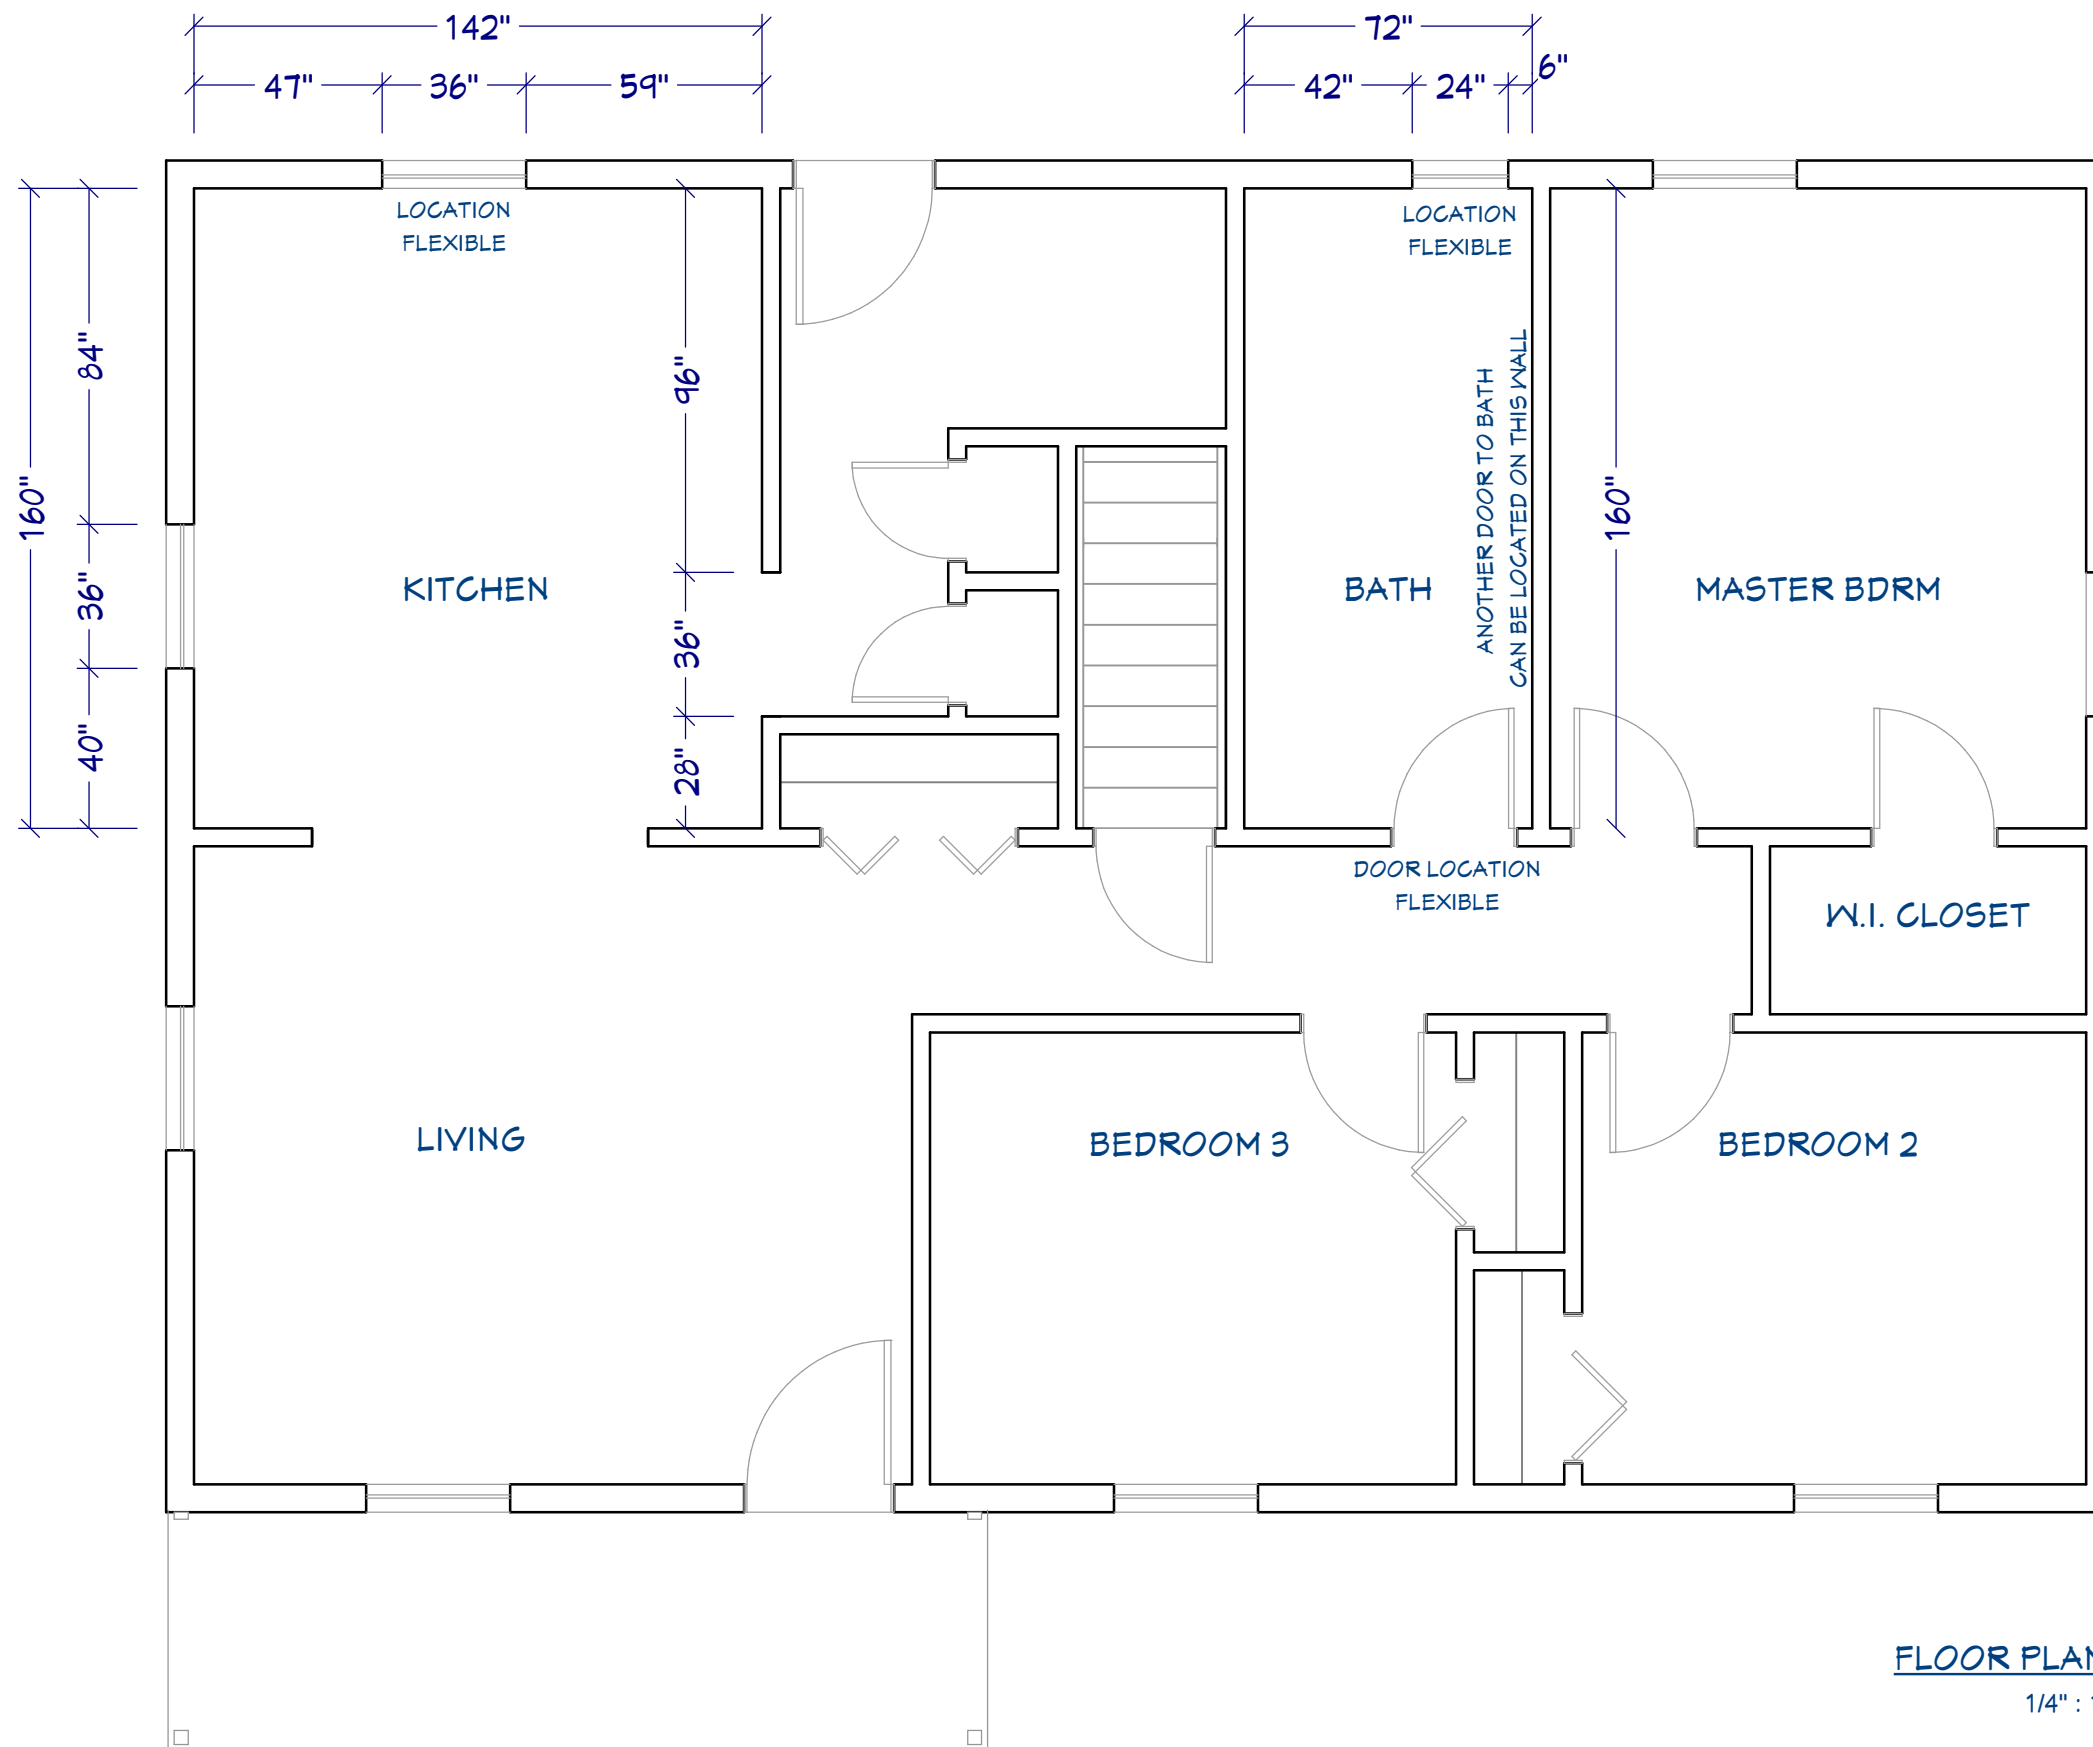 142"
72"
6"
47"
36"
59"
42"
24"
LOCATION
FLEXIBLE
LOCATION
FLEXIBLE
84"
96"
160"
ANOTHER DOOR TO BATH
CAN BE LOCATED ON THIS WALL
160"
36"
KITCHEN
BATH
MASTER BDRM
36"
40"
28"
DOOR LOCATION
FLEXIBLE
W.I. CLOSET
LIVING
BEDROOM 3
BEDROOM 2
FLOOR PLAN
1/4" :